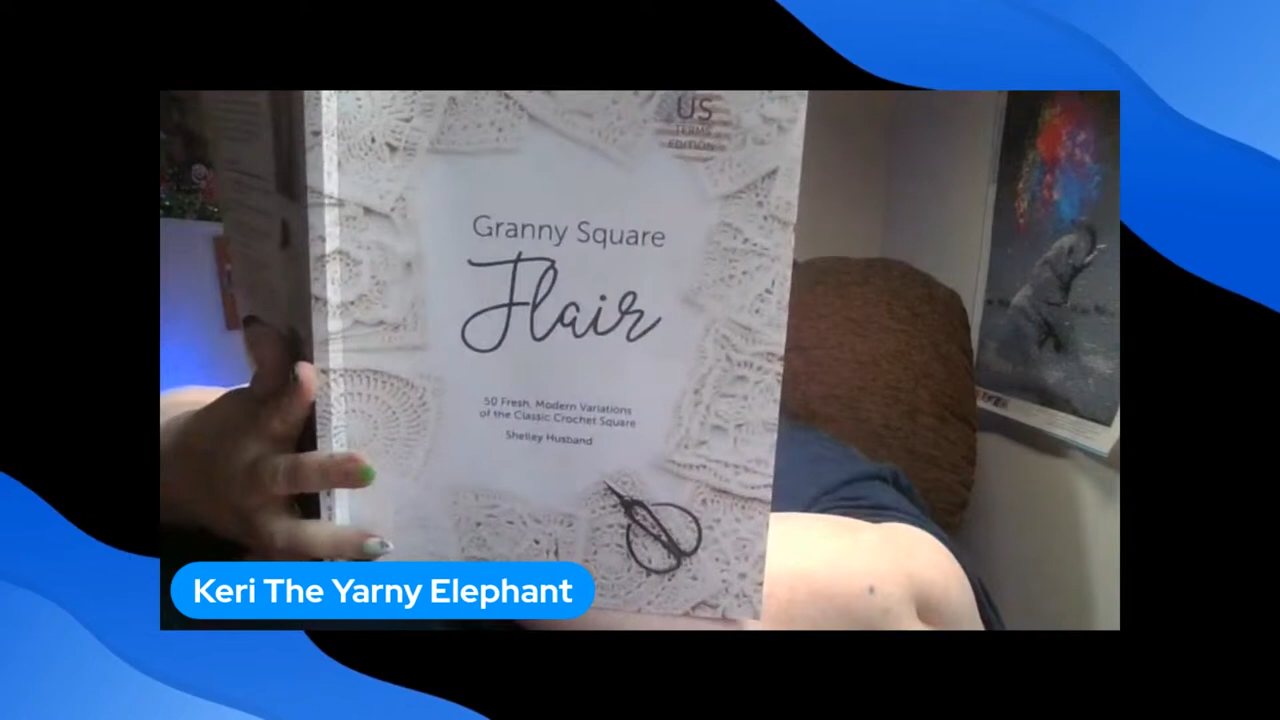 US
TERMS
EDITION
Granny Square
Flair
50 Fresh, Modern Variations
of the Classic Crochet Square
Shelley Husband
Keri The Yarny Elephant